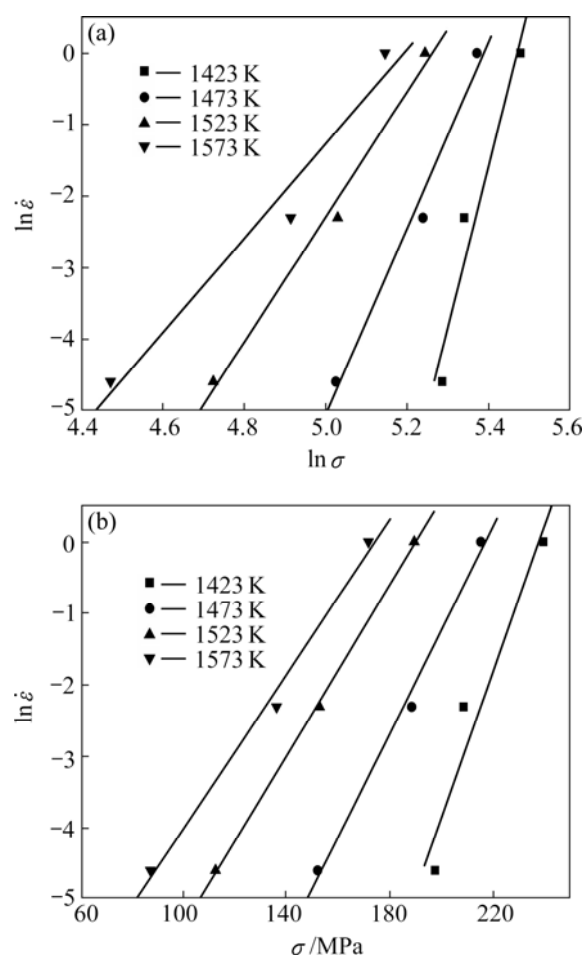 (a)
1423 K
1473 K
1523 K
1573 K
0
−1
−2
−3
−4
−5
ln ε̇
4.4 4.6 4.8 5.0 5.2 5.4 5.6
ln σ
(b)
1423 K
1473 K
1523 K
1573 K
0
−1
−2
−3
−4
−5
ln ε̇
60 100 140 180 220
σ /MPa